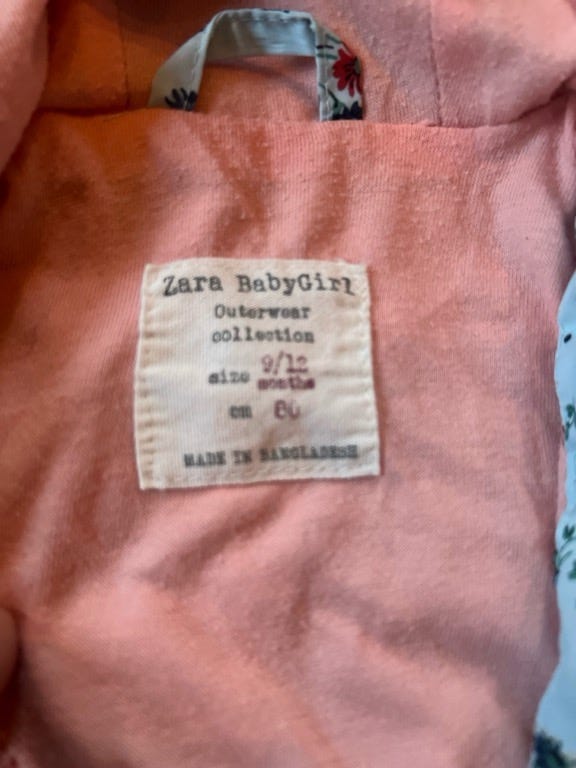 Zara BabyGirl
Outerwear
collection
size 9/12
months
cm 80
MADE IN BANGLADESH